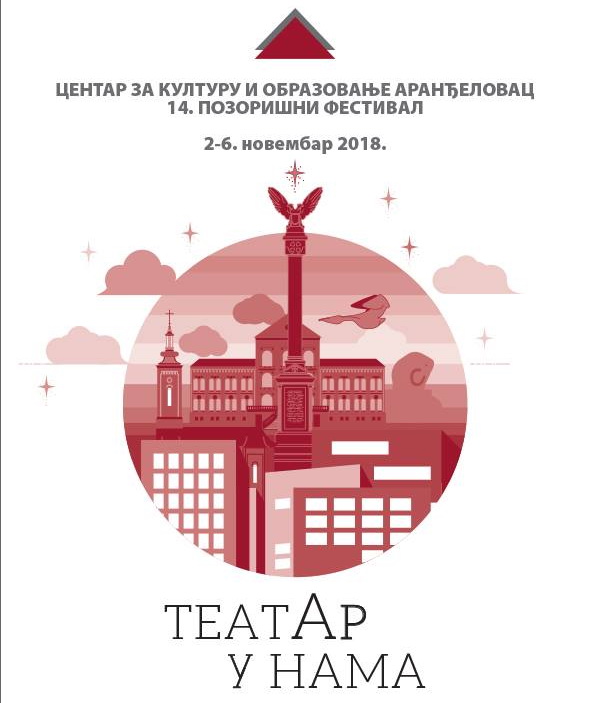 ЦЕНТАР ЗА КУЛТУРУ И ОБРАЗОВАЊЕ АРАНЂЕЛОВАЦ
14. ПОЗОРИШНИ ФЕСТИВАЛ
2-6. новембар 2018.
ТЕАТАР
У НАМА